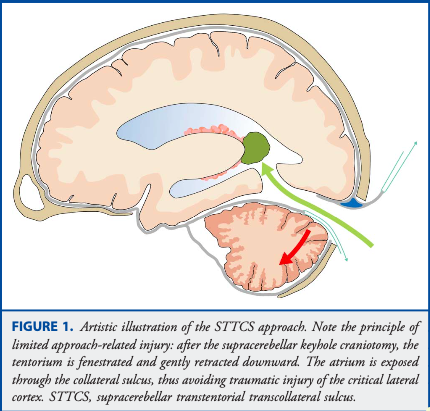 FIGURE 1. Artistic illustration of the STTCS approach. Note the principle of
limited approach-related injury: after the supracerebellar keyhole craniotomy, the
tentorium is fenestrated and gently retracted downward. The atrium is exposed
through the collateral sulcus, thus avoiding traumatic injury of the critical lateral
cortex. STTCS, supracerebellar transtentorial transcollateral sulcus.